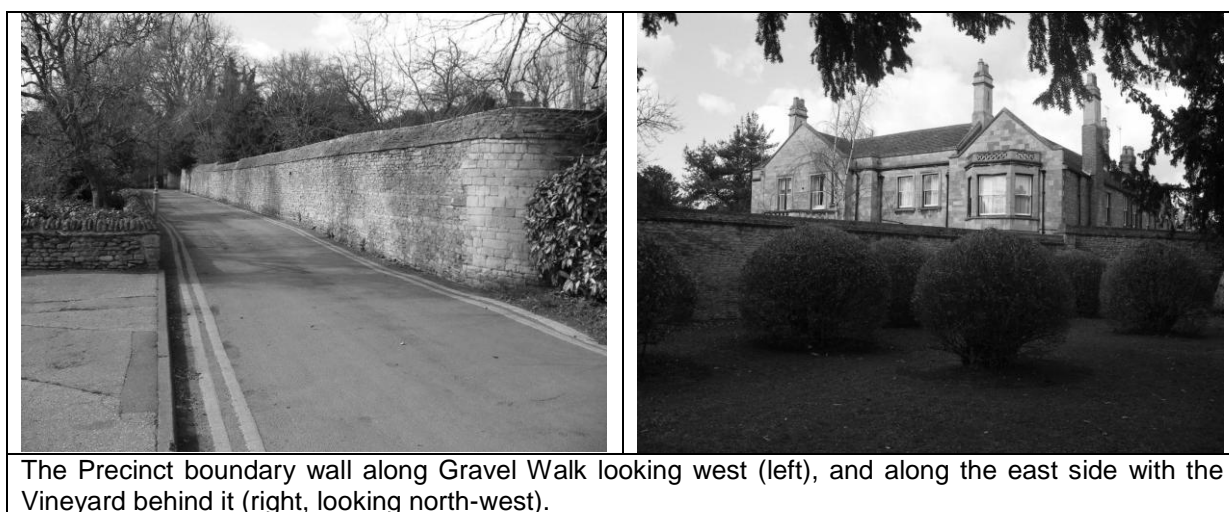 The Precinct boundary wall along Gravel Walk looking west (left), and along the east side with the
Vineyard behind it (right, looking north-west).